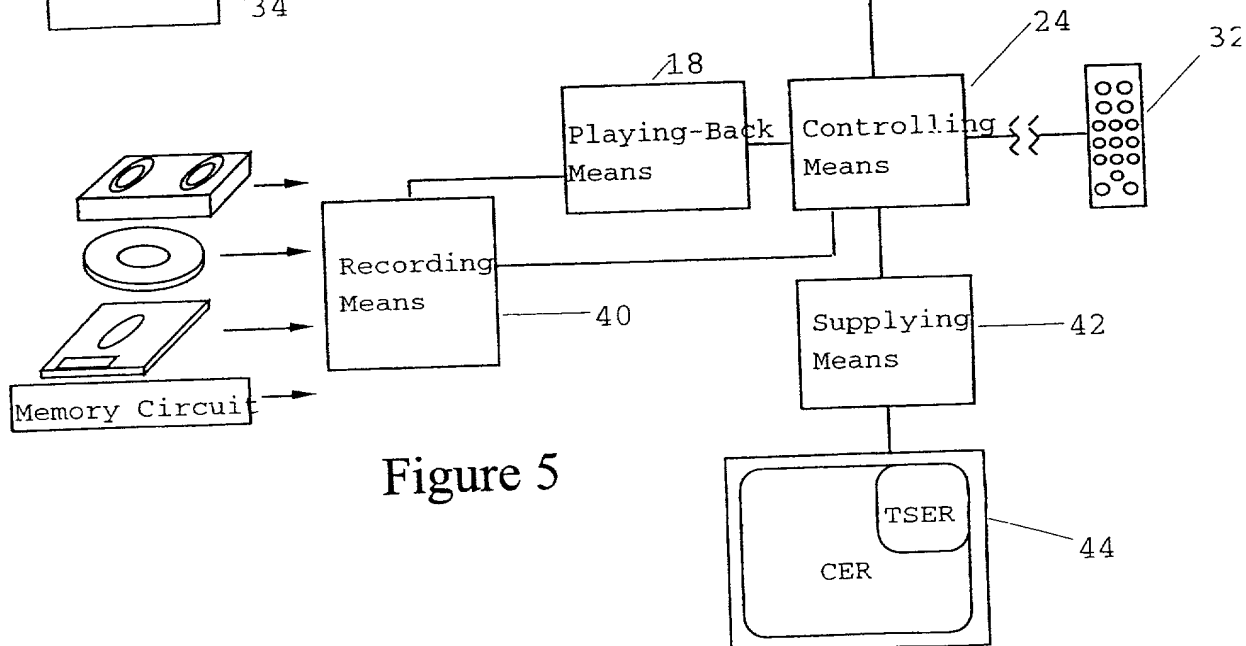 34
24
32
18
Playing-Back
Means
Controlling
Means
Recording
Means
40
Supplying
Means
42
Memory Circuit
Figure 5
TSER
CER
44